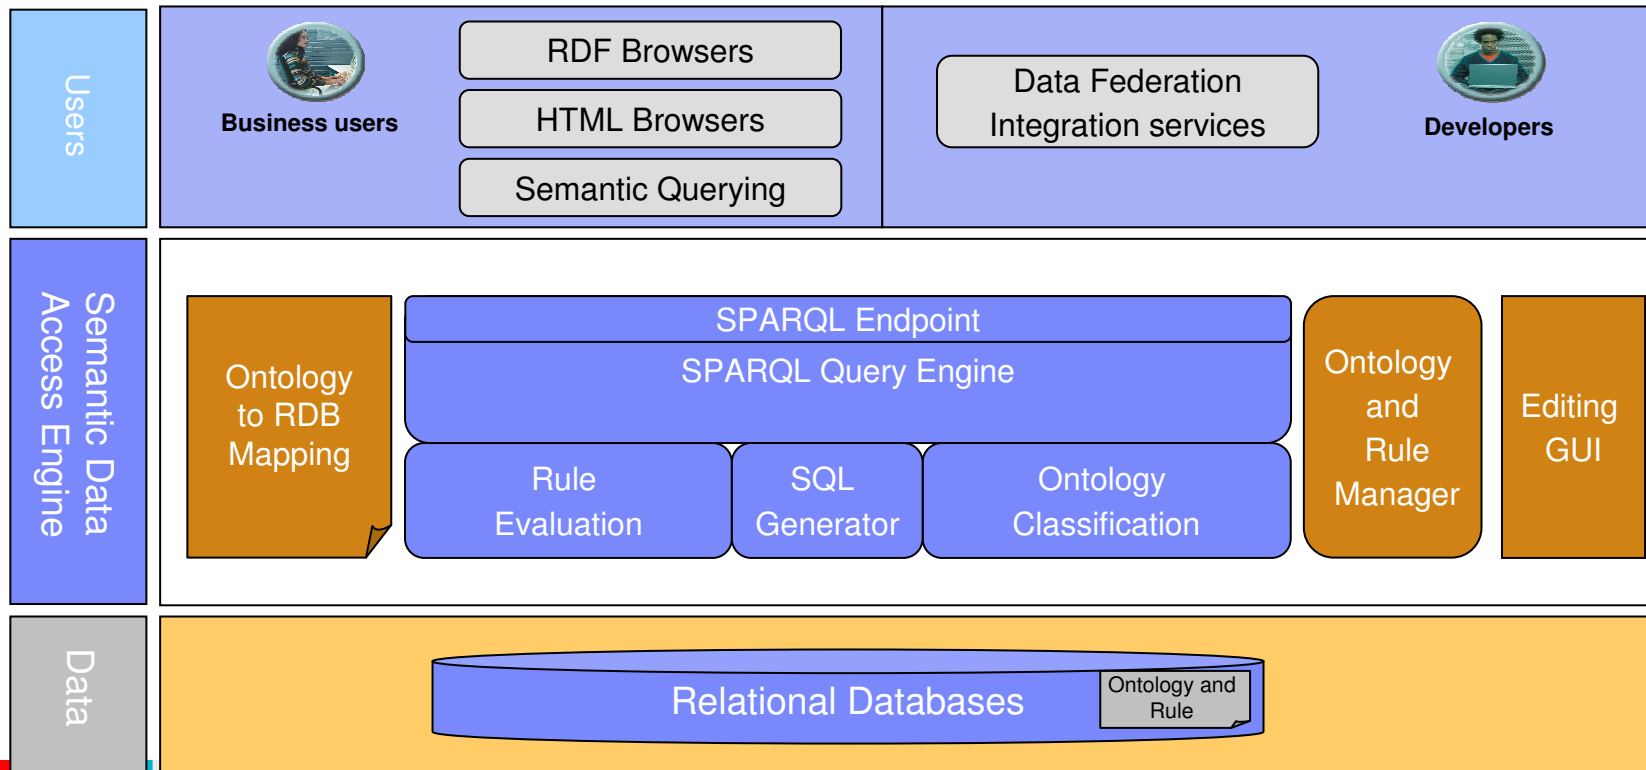 Users
Business users
RDF Browsers
HTML Browsers
Semantic Querying
Data Federation
Integration services
Developers
Semantic Data
Access Engine
Ontology
to RDB
Mapping
SPARQL Endpoint
SPARQL Query Engine
Rule
Evaluation
SQL
Generator
Ontology
Classification
Ontology
and
Rule
Manager
Editing
GUI
Data
Relational Databases
Ontology and
Rule